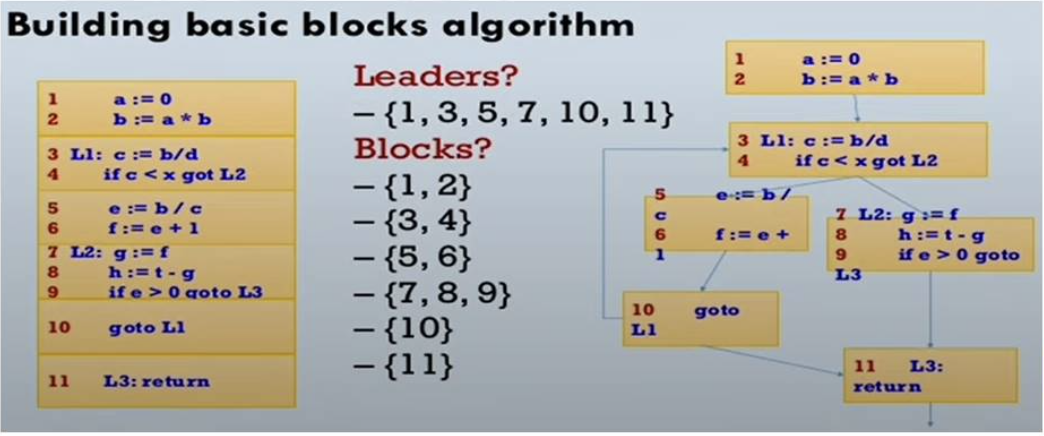 Building basic blocks algorithm
1 a := 0
2 b := a * b
3 L1: c := b/d
4 if c < x got L2
5 e := b / c
6 f := e + 1
7 L2: g := f
8 h := t - g
9 if e > 0 goto L3
10 goto L1
11 L3: return
Leaders?
– {1, 3, 5, 7, 10, 11}
Blocks?
– {1, 2}
– {3, 4}
– {5, 6}
– {7, 8, 9}
– {10}
– {11}
1 a := 0
2 b := a * b
3 L1: c := b/d
4 if c < x got L2
5 e := b /
c
6 f := e +
1
7 L2: g := f
8 h := t - g
9 if e > 0 goto
L3
10 goto
L1
11 L3:
return